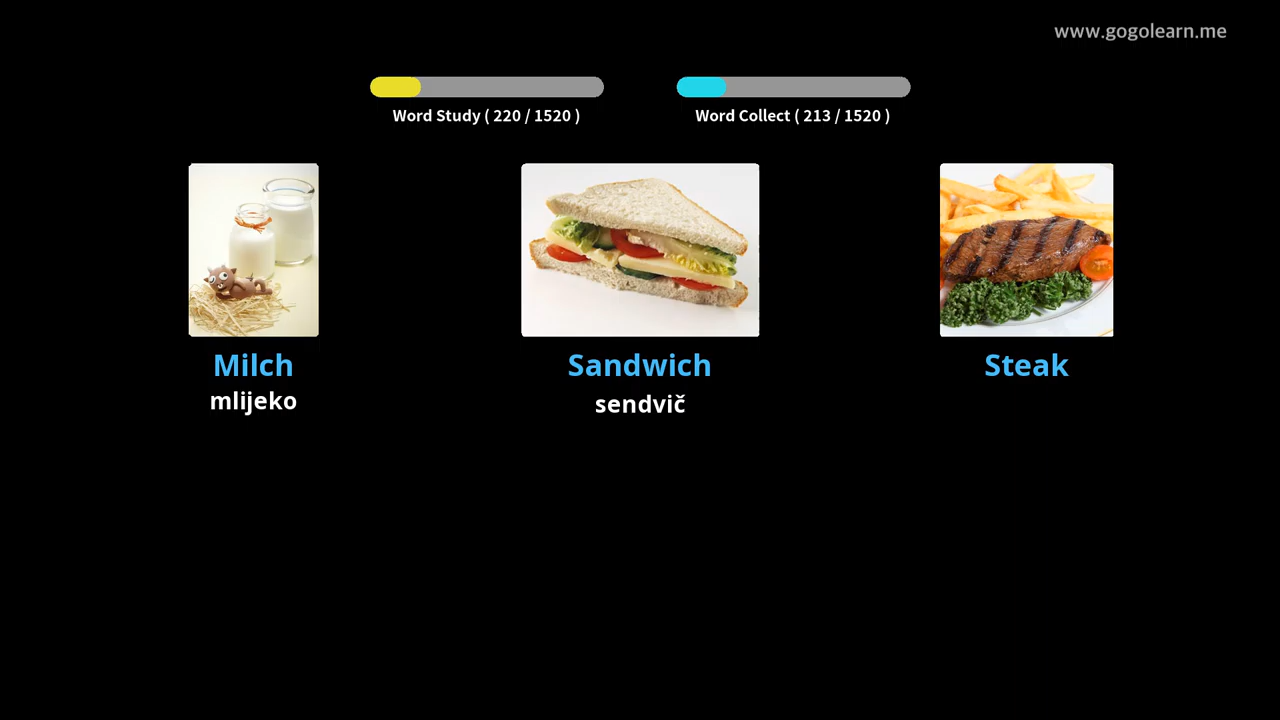 www.gogolearn.me
Word Study ( 220 / 1520 )
Word Collect ( 213 / 1520 )
Milch
mlijeko
Sandwich
sendvič
Steak